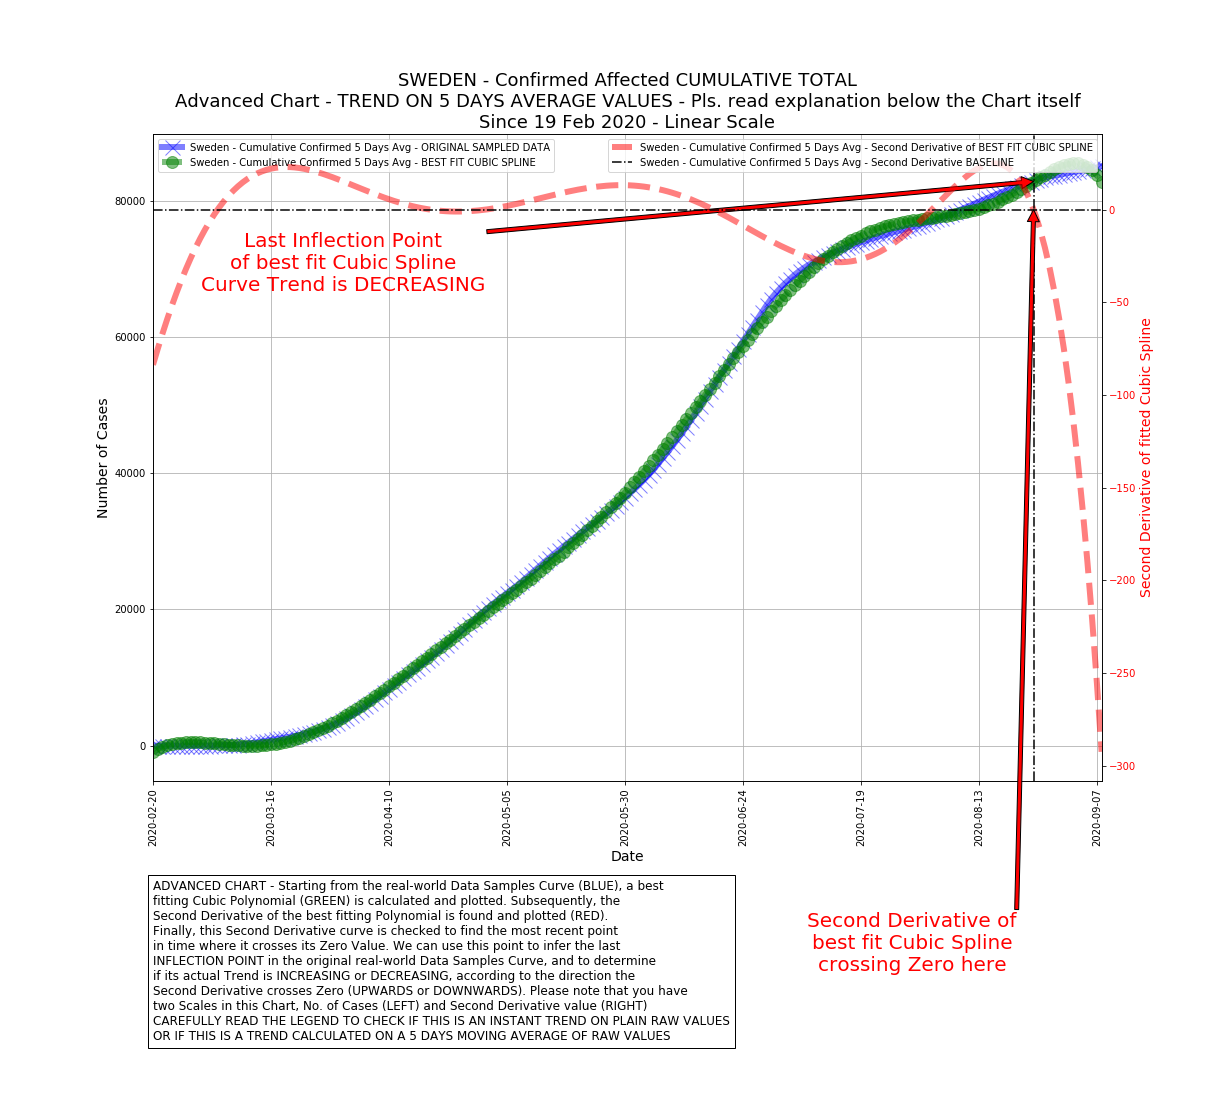 SWEDEN - Confirmed Affected CUMULATIVE TOTAL
Advanced Chart - TREND ON 5 DAYS AVERAGE VALUES - Pls. read explanation below the Chart itself
Since 19 Feb 2020 - Linear Scale
Sweden - Cumulative Confirmed 5 Days Avg - ORIGINAL SAMPLED DATA
Sweden - Cumulative Confirmed 5 Days Avg - BEST FIT CUBIC SPLINE
Sweden - Cumulative Confirmed 5 Days Avg - Second Derivative of BEST FIT CUBIC SPLINE
Sweden - Cumulative Confirmed 5 Days Avg - Second Derivative BASELINE
Last Inflection Point
of best fit Cubic Spline
Curve Trend is DECREASING
Number of Cases
80000
60000
40000
20000
0
0
−50
−100
−150
−200
−250
−300
Second Derivative of fitted Cubic Spline
2020-02-20
2020-03-16
2020-04-10
2020-05-05
2020-05-30
2020-06-24
2020-07-19
2020-08-13
2020-09-07
Date
ADVANCED CHART - Starting from the real-world Data Samples Curve (BLUE), a best
fitting Cubic Polynomial (GREEN) is calculated and plotted. Subsequently, the
Second Derivative of the best fitting Polynomial is found and plotted (RED).
Finally, this Second Derivative curve is checked to find the most recent point
in time where it crosses its Zero Value. We can use this point to infer the last
INFLECTION POINT in the original real-world Data Samples Curve, and to determine
if its actual Trend is INCREASING or DECREASING, according to the direction the
Second Derivative crosses Zero (UPWARDS or DOWNWARDS). Please note that you have
two Scales in this Chart, No. of Cases (LEFT) and Second Derivative value (RIGHT)
CAREFULLY READ THE LEGEND TO CHECK IF THIS IS AN INSTANT TREND ON PLAIN RAW VALUES
OR IF THIS IS A TREND CALCULATED ON A 5 DAYS MOVING AVERAGE OF RAW VALUES
Second Derivative of
best fit Cubic Spline
crossing Zero here